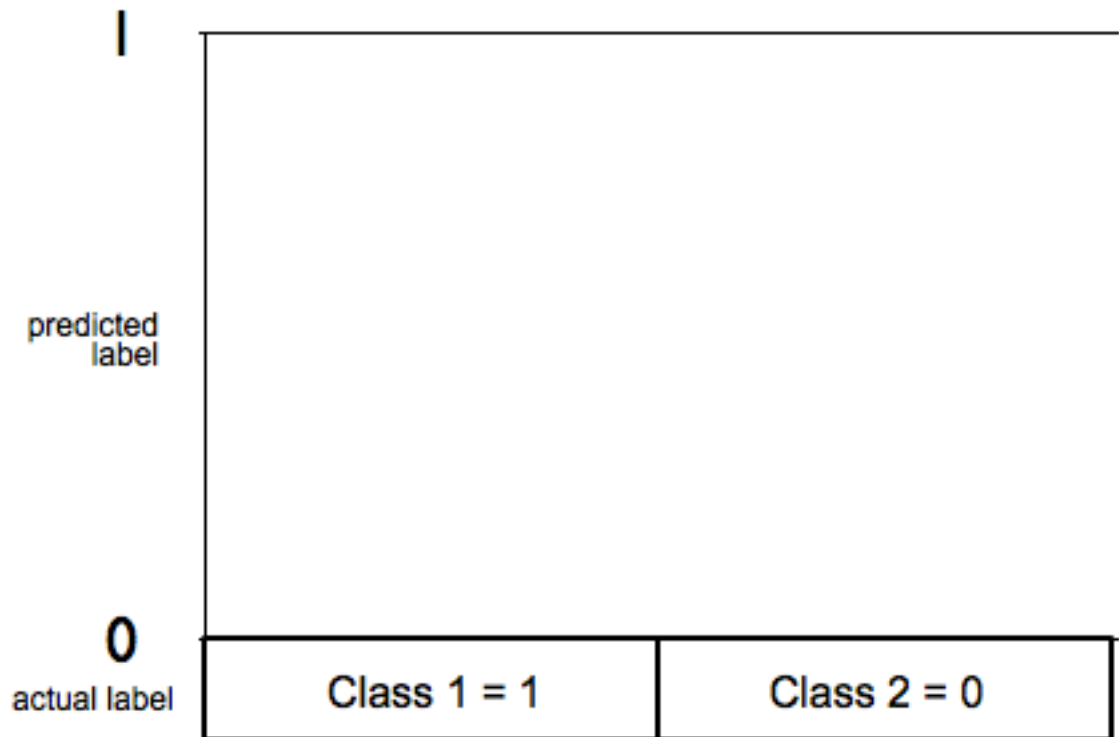 1
predicted
label
0
actual label
Class 1 = 1
Class 2 = 0